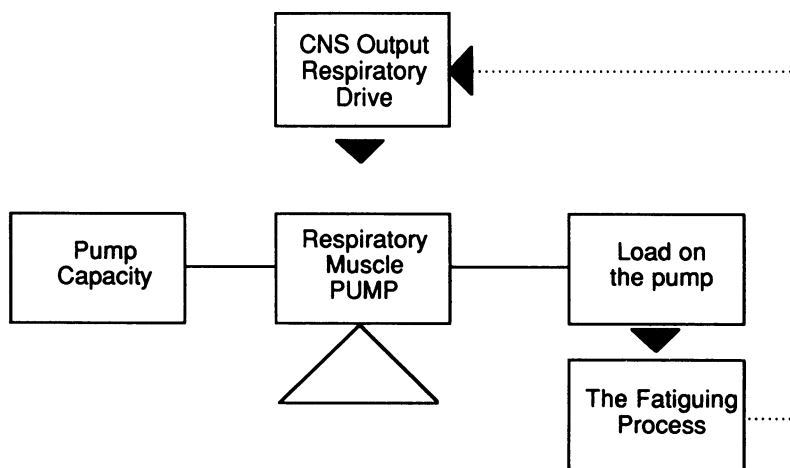 CNS Output
Respiratory
Drive
Pump
Capacity
Respiratory
Muscle
PUMP
Load on
the pump
The Fatiguing
Process